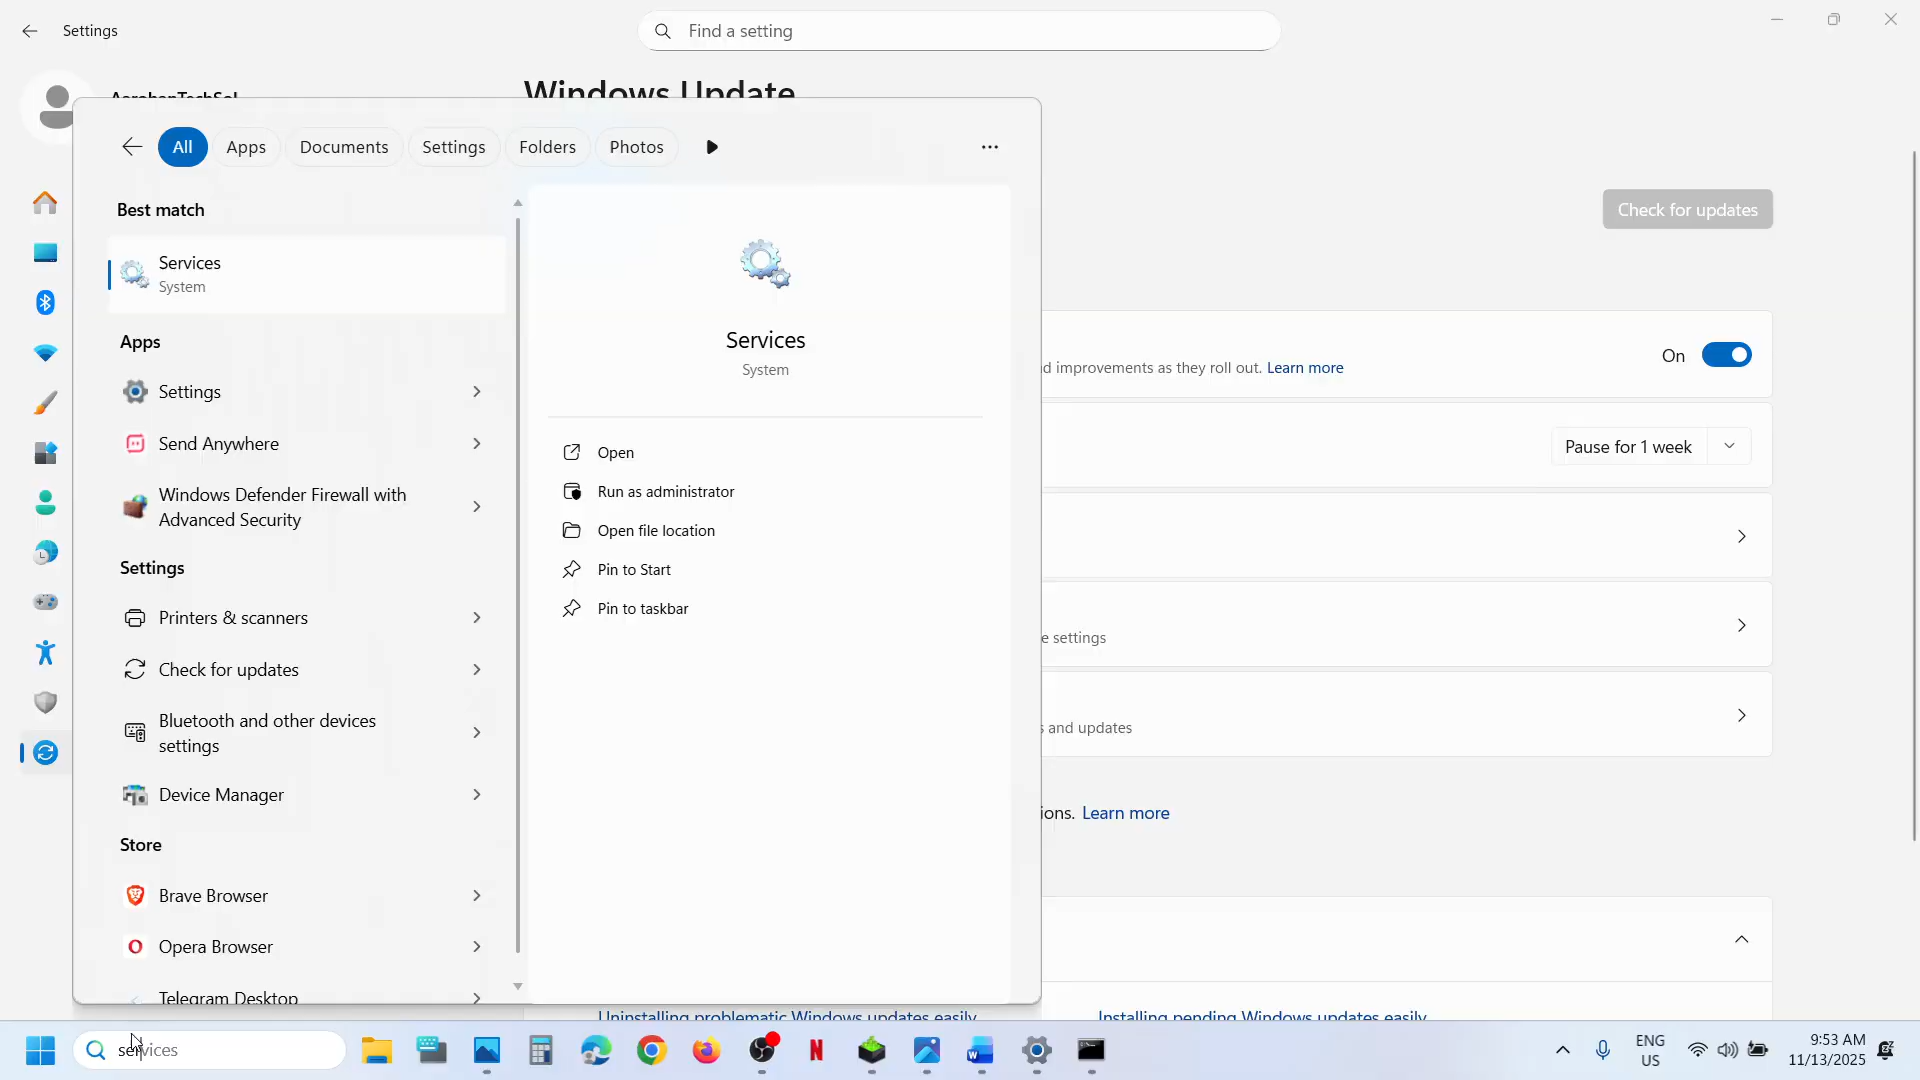 Settings
Find a setting
AcrobanTechSol
Windows Update
All
Apps
Documents
Settings
Folders
Photos
Best match
Services
System
Apps
Settings
Send Anywhere
Windows Defender Firewall with
Advanced Security
Settings
Printers & scanners
Check for updates
Bluetooth and other devices
settings
Device Manager
Store
Brave Browser
Opera Browser
Telegram Desktop
Services
System
Open
Run as administrator
Open file location
Pin to Start
Pin to taskbar
Check for updates
improvements as they roll out. Learn more
On
Pause for 1 week
settings
and updates
Learn more
Uninstalling problematic Windows updates easily
Installing pending Windows updates easily
services
ENG
US
9:53 AM
11/13/2025